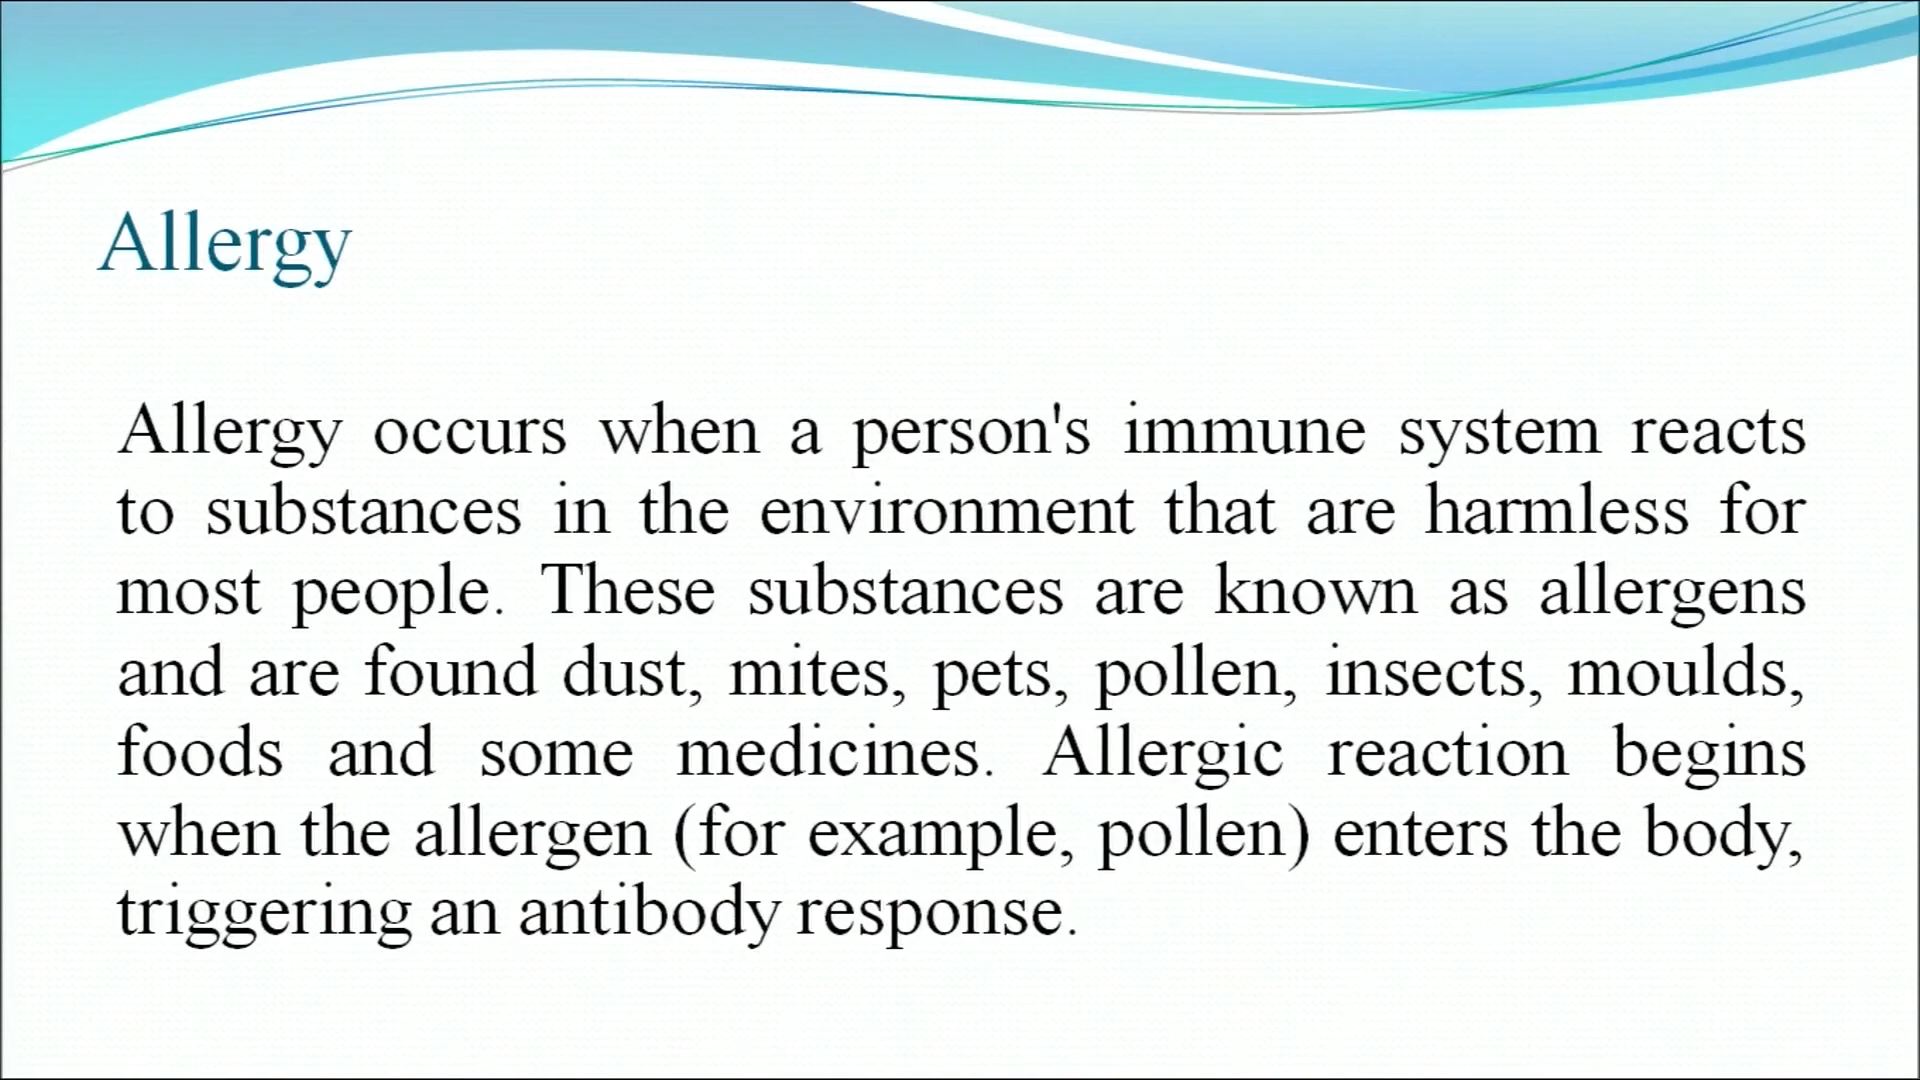 Allergy
Allergy occurs when a person's immune system reacts
to substances in the environment that are harmless for
most people. These substances are known as allergens
and are found dust, mites, pets, pollen, insects, moulds,
foods and some medicines. Allergic reaction begins
when the allergen (for example, pollen) enters the body,
triggering an antibody response.